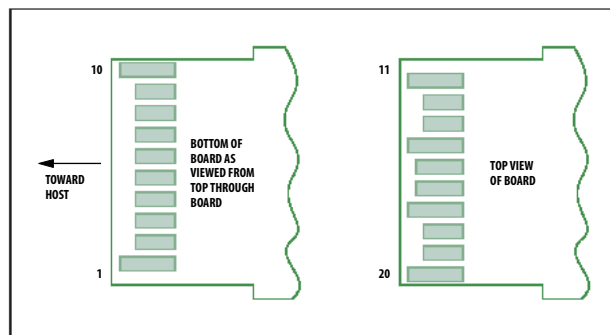 10
BOTTOM OF
BOARD AS
VIEWED FROM
TOP THROUGH
BOARD
TOWARD
HOST
1
11
TOP VIEW
OF BOARD
20